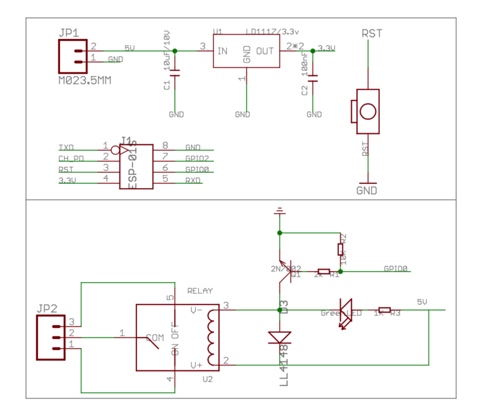 JP1
2 5V
1 GND
M023.5MM
C1 10uF/10V
GND
U1 LD1117/3.3v
3 IN OUT 2*2 3.3V
GND
1
GND
C2 100nF
GND
RST
RST
GND
J1
ESP-01S
TXD 1 8 GND
CH_PD 2 7 GPIO2
RST 3 6 GPIO0
3.3V 4 5 RXD
R2
Q1 1K R1 GPIO0
JP2
3
2
1
RELAY
5
V- 3
1 COM
ON OFF
V+ 2
4 U2
D3
LL4148
Green LED
1K R3
5V